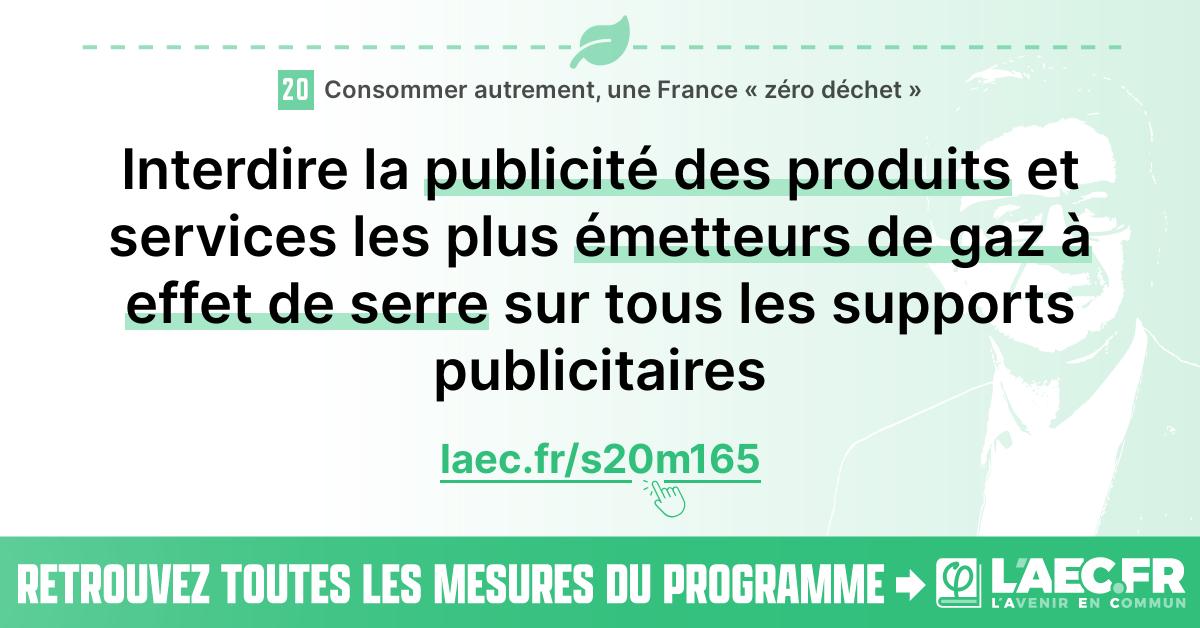 20 Consommer autrement, une France « zéro déchet »
Interdire la publicité des produits et
services les plus émetteurs de gaz à
effet de serre sur tous les supports
publicitaires
laec.fr/s20m165
RETROUVEZ TOUTES LES MESURES DU PROGRAMME
L'AEC.FR
L'AVENIR EN COMMUN